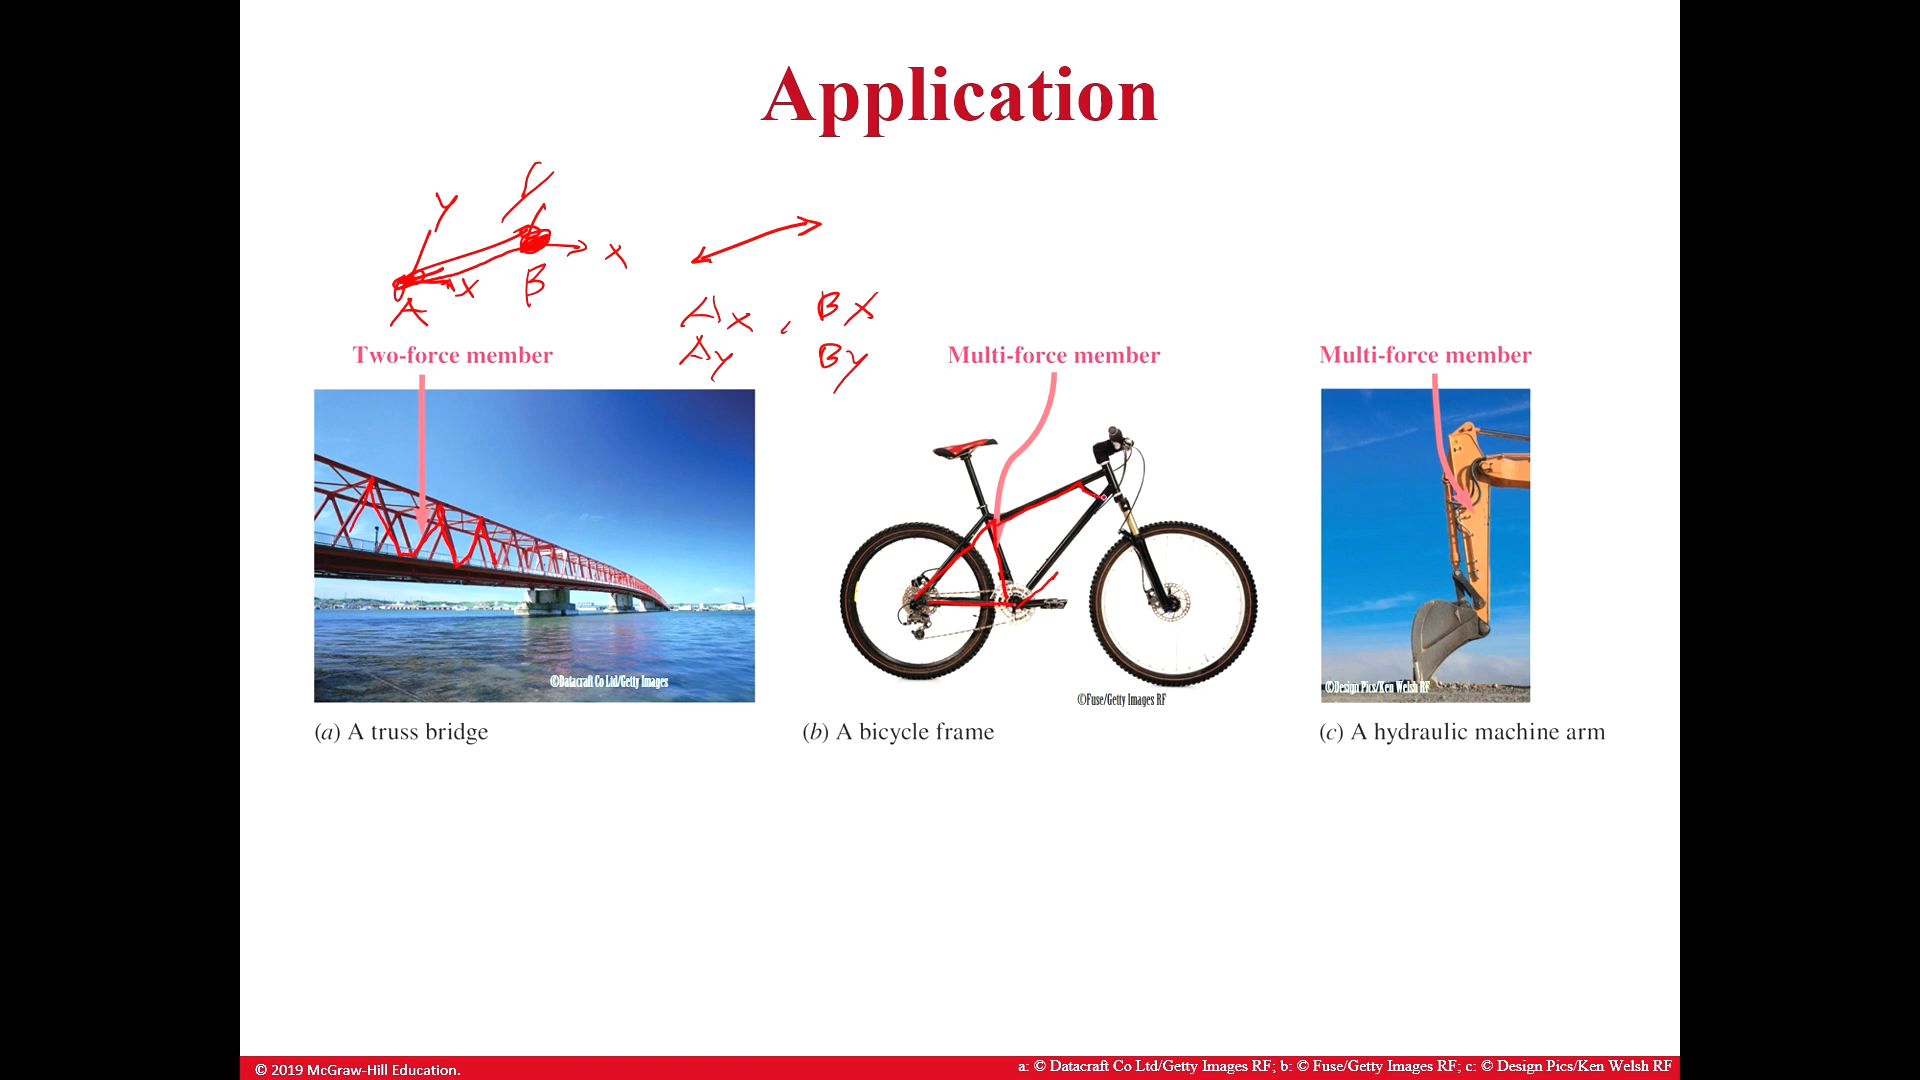 Application
Y
Y
X
X
A
B
Ax , Bx
Ay By
Two-force member
Multi-force member
Multi-force member
©Datacraft Co Ltd/Getty Images
©Fuse/Getty Images RF
©Design Pics/Ken Welsh RF
(a) A truss bridge
(b) A bicycle frame
(c) A hydraulic machine arm
© 2019 McGraw-Hill Education.
a: © Datacraft Co Ltd/Getty Images RF; b: © Fuse/Getty Images RF; c: © Design Pics/Ken Welsh RF